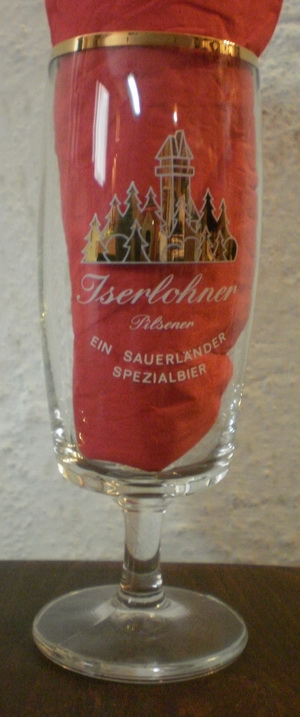 Iserlohner
Pilsener
EIN SAUERLÄNDER
SPEZIALBIER